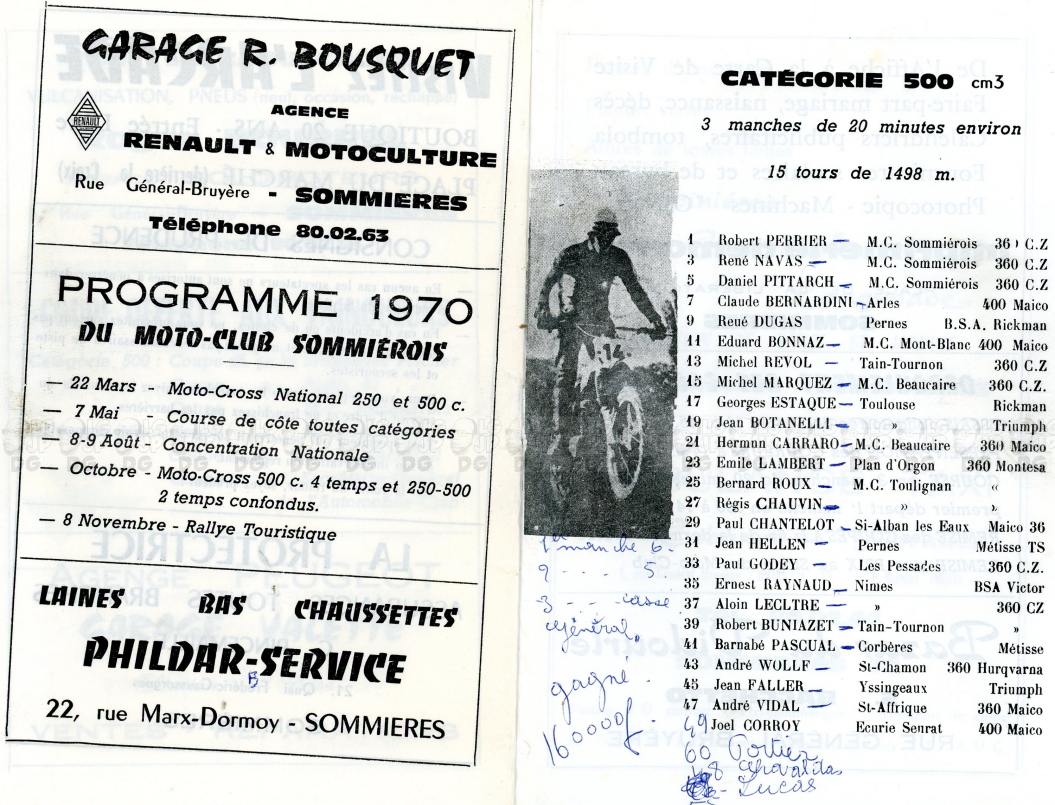 GARAGE R. BOUSQUET
AGENCE
RENAULT
RENAULT & MOTOCULTURE
Rue Général-Bruyère - SOMMIERES
Téléphone 80.02.63
PROGRAMME 1970
DU MOTO-CLUB SOMMIÉROIS
— 22 Mars - Moto-Cross National 250 et 500 c.
— 7 Mai — Course de côte toutes catégories
— 8-9 Août - Concentration Nationale
— Octobre - Moto-Cross 500 c. 4 temps et 250-500
2 temps confondus.
— 8 Novembre - Rallye Touristique
LAINES BAS CHAUSSETTES
PHILDAR-SERVICE
22, rue Marx-Dormoy - SOMMIERES
CATÉGORIE 500 cm3
3 manches de 20 minutes environ
15 tours de 1498 m.
14
1 Robert PERRIER — M.C. Sommiérois 360 C.Z
3 René NAVAS — M.C. Sommiérois 360 C.Z
5 Daniel PITTARCH — M.C. Sommiérois 360 C.Z
7 Claude BERNARDINI - Arles 400 Maico
9 René DUGAS Pernes B.S.A. Rickman
11 Eduard BONNAZ — M.C. Mont-Blanc 400 Maico
13 Michel REVOL — Tain-Tournon 360 C.Z
15 Michel MARQUEZ — M.C. Beaucaire 360 C.Z.
17 Georges ESTAQUE — Toulouse Rickman
19 Jean BOTANELLI — » Triumph
21 Herman CARRARO - M.C. Beaucaire 360 Maico
23 Emile LAMBERT — Plan d'Orgon 360 Montesa
25 Bernard ROUX — M.C. Toulignan «
27 Régis CHAUVIN — » »
29 Paul CHANTELOT - Si-Alban les Eaux Maico 36
31 Jean HELLEN — Pernes Métisse TS
33 Paul GODEY — Les Pessades 360 C.Z.
35 Ernest RAYNAUD - Nimes BSA Victor
37 Aloin LECLTRE — » 360 CZ
39 Robert BUNIAZET — Tain-Tournon »
41 Barnabé PASCUAL — Corbères Métisse
43 André WOLLF — St-Chamon 360 Hurqvarna
45 Jean FALLER — Yssingeaux Triumph
47 André VIDAL — St-Affrique 360 Maico
49 Joel CORROY Ecurie Senrat 400 Maico
60 Portier
Lucas
1er manche 6
2 - - - 5
3 - - - cassé
général
gagné
16000f